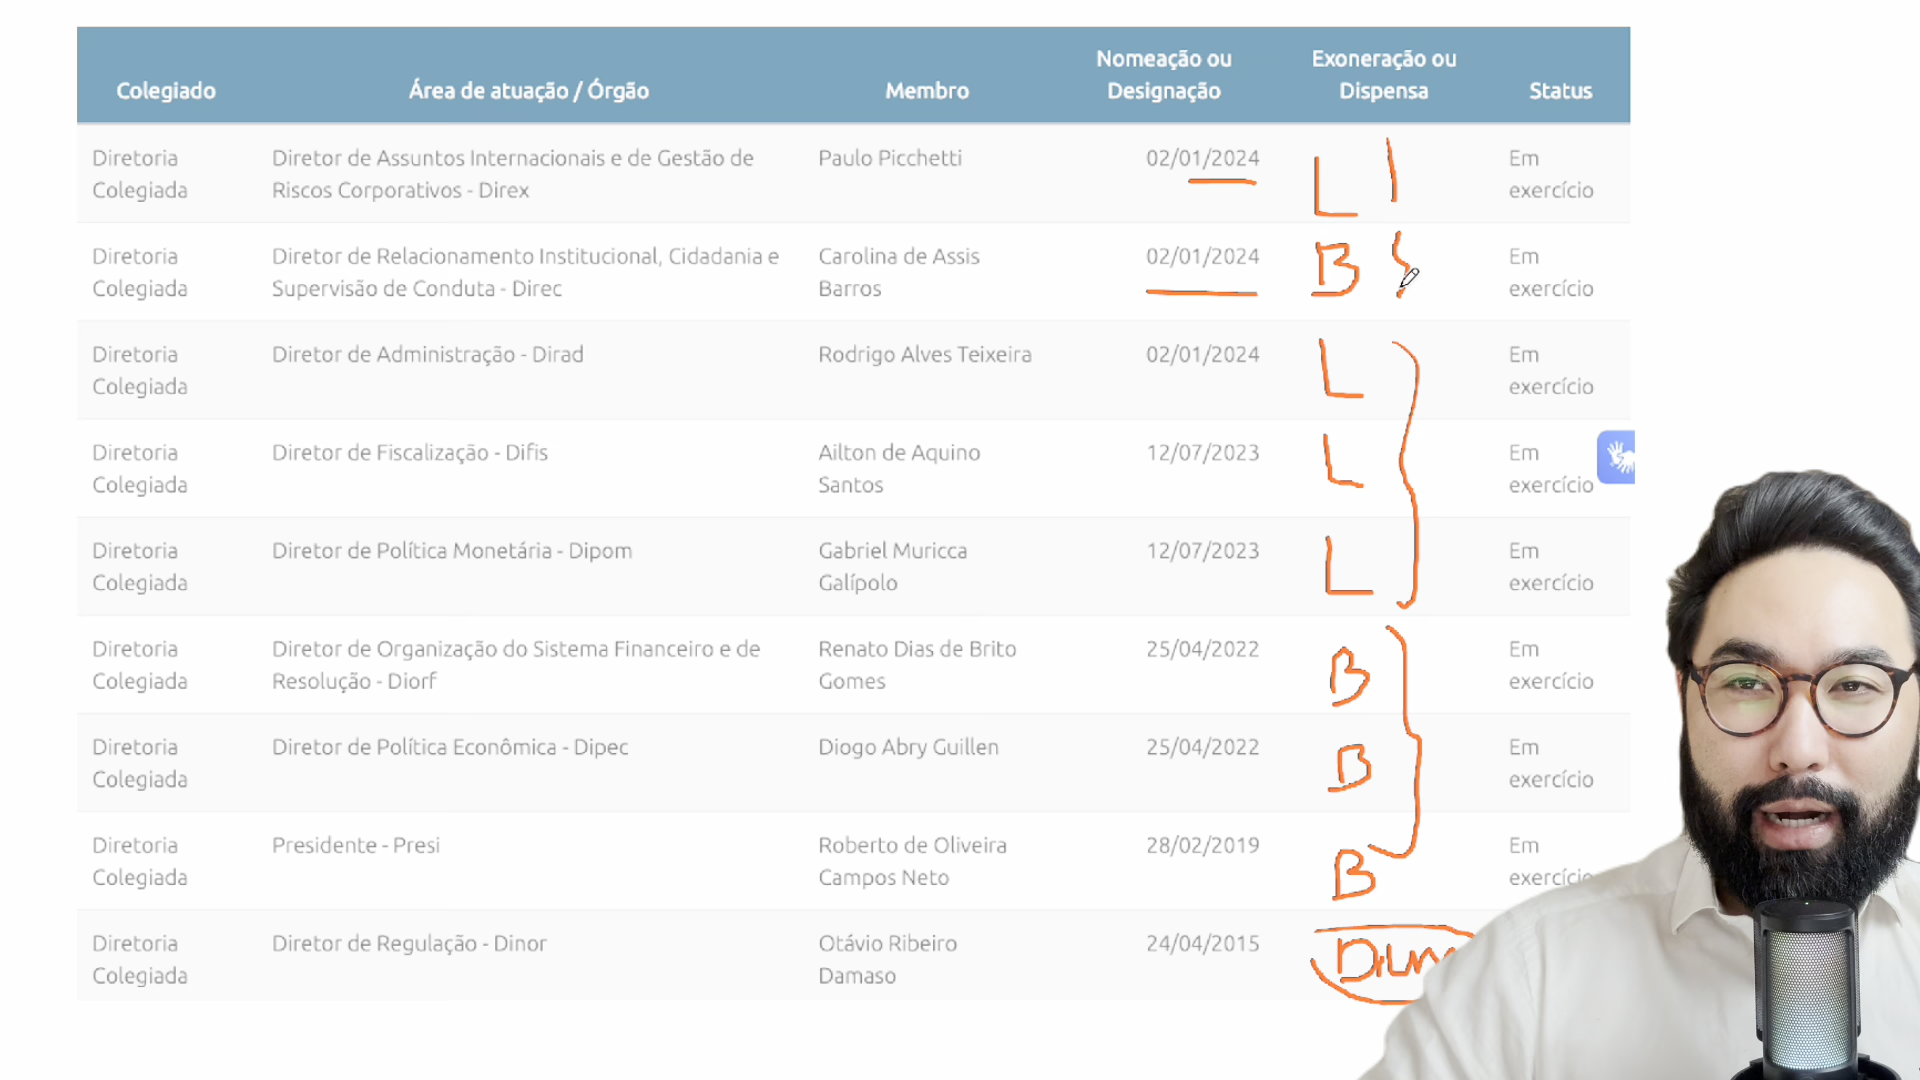 Colegiado Área de atuação / Órgão Membro Nomeação ou Designação Exoneração ou Dispensa Status
Diretoria Diretor de Assuntos Internacionais e de Gestão de Paulo Picchetti 02/01/2024 L Em
Colegiada Riscos Corporativos - Direx exercício
Diretoria Diretor de Relacionamento Institucional, Cidadania e Carolina de Assis 02/01/2024 B Em
Colegiada Supervisão de Conduta - Direc Barros exercício
Diretoria Diretor de Administração - Dirad Rodrigo Alves Teixeira 02/01/2024 L Em
Colegiada exercício
Diretoria Diretor de Fiscalização - Difis Ailton de Aquino 12/07/2023 L Em
Colegiada Santos exercício
Diretoria Diretor de Política Monetária - Dipom Gabriel Muricca 12/07/2023 L Em
Colegiada Galípolo exercício
Diretoria Diretor de Organização do Sistema Financeiro e de Renato Dias de Brito 25/04/2022 B Em
Colegiada Resolução - Diorf Gomes exercício
Diretoria Diretor de Política Econômica - Dipec Diogo Abry Guillen 25/04/2022 B Em
Colegiada exercício
Diretoria Presidente - Presi Roberto de Oliveira 28/02/2019 B Em
Colegiada Campos Neto exercício
Diretoria Diretor de Regulação - Dinor Otávio Ribeiro 24/04/2015
Colegiada Damaso